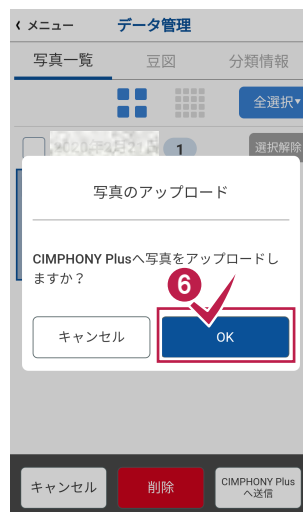 ‹ メニュー データ管理
写真一覧 豆図 分類情報
全選択▾
1 選択解除
写真のアップロード
CIMPHONY Plusへ写真をアップロードし
ますか？
6
キャンセル OK
キャンセル 削除 CIMPHONY Plus
へ送信